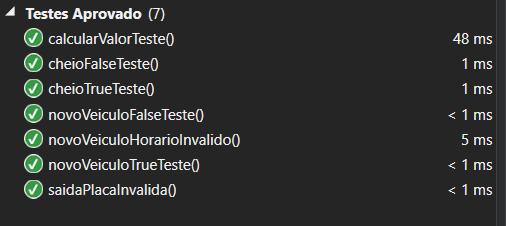 Testes Aprovado (7)
calcularValorTeste() 48 ms
cheioFalseTeste() 1 ms
cheioTrueTeste() 1 ms
novoVeiculoFalseTeste() < 1 ms
novoVeiculoHorarioInvalido() 5 ms
novoVeiculoTrueTeste() < 1 ms
saidaPlacaInvalida() < 1 ms